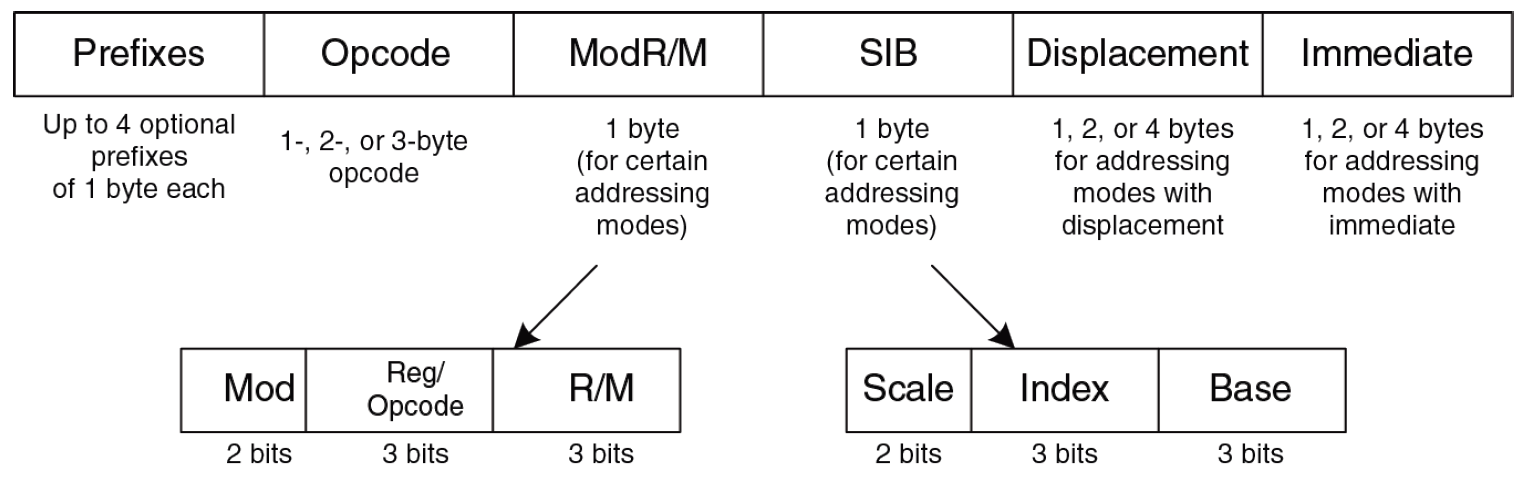 Prefixes Opcode ModR/M SIB Displacement Immediate
Up to 4 optional
prefixes
of 1 byte each
1-, 2-, or 3-byte
opcode
1 byte
(for certain
addressing
modes)
1 byte
(for certain
addressing
modes)
1, 2, or 4 bytes
for addressing
modes with
displacement
1, 2, or 4 bytes
for addressing
modes with
immediate
Mod
Reg/
Opcode
R/M
2 bits 3 bits 3 bits
Scale Index Base
2 bits 3 bits 3 bits